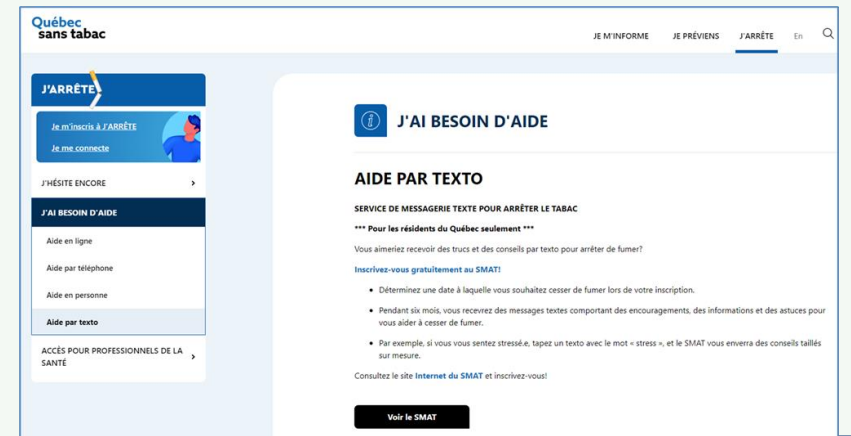 Québec
sans tabac
JE M'INFORME
JE PRÉVIENS
J'ARRÊTE
En
J'ARRÊTE
Je m'inscris à J'ARRÊTE
Je me connecte
J'HÉSITE ENCORE
J'AI BESOIN D'AIDE
Aide en ligne
Aide par téléphone
Aide en personne
Aide par texto
ACCÈS POUR PROFESSIONNELS DE LA
SANTÉ
J'AI BESOIN D'AIDE
AIDE PAR TEXTO
SERVICE DE MESSAGERIE TEXTE POUR ARRÊTER LE TABAC
*** Pour les résidents du Québec seulement ***
Vous aimeriez recevoir des trucs et des conseils par texto pour arrêter de fumer?
Inscrivez-vous gratuitement au SMAT!
• Déterminez une date à laquelle vous souhaitez cesser de fumer lors de votre inscription.
• Pendant six mois, vous recevrez des messages textes comportant des encouragements, des informations et des astuces pour
vous aider à cesser de fumer.
• Par exemple, si vous vous sentez stressé.e, tapez un texto avec le mot « stress », et le SMAT vous enverra des conseils taillés
sur mesure.
Consultez le site Internet du SMAT et inscrivez-vous!
Voir le SMAT